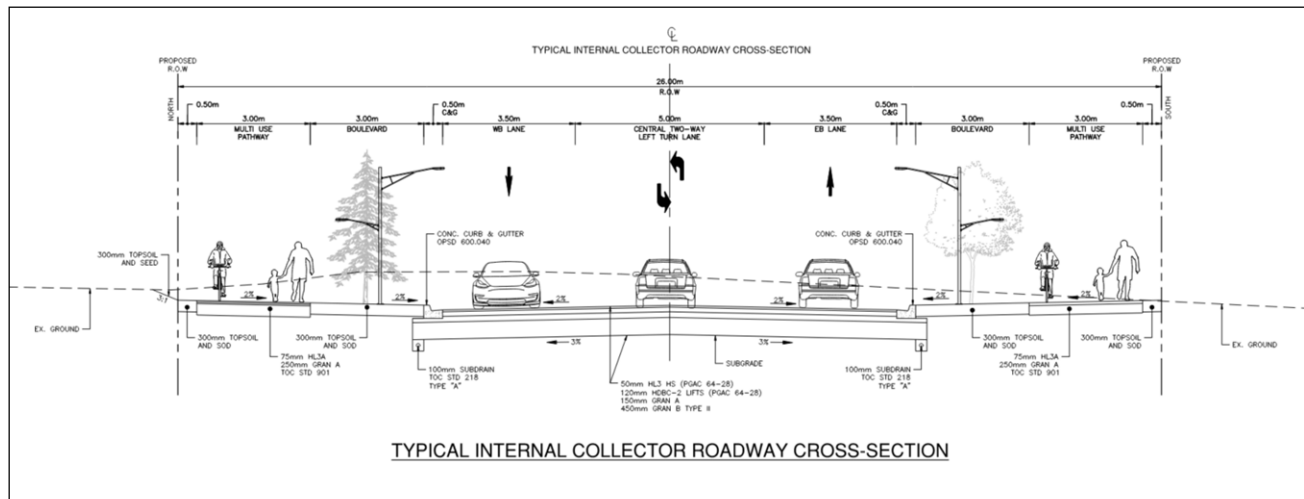 ℄
TYPICAL INTERNAL COLLECTOR ROADWAY CROSS-SECTION
PROPOSED
R.O.W
PROPOSED
R.O.W
26.00m
R.O.W
NORTH
SOUTH
0.50m
3.00m
MULTI USE
PATHWAY
3.00m
BOULEVARD
0.50m
C&G
3.50m
WB LANE
5.00m
CENTRAL TWO-WAY
LEFT TURN LANE
3.50m
EB LANE
0.50m
C&G
3.00m
BOULEVARD
3.00m
MULTI USE
PATHWAY
0.50m
300mm TOPSOIL
AND SEED
3:1
CONC. CURB & GUTTER
OPSD 600.040
CONC. CURB & GUTTER
OPSD 600.040
2%
2%
2%
2%
2%
2%
EX. GROUND
EX. GROUND
300mm TOPSOIL
AND SOD
75mm HL3A
250mm GRAN A
TOC STD 901
300mm TOPSOIL
AND SOD
100mm SUBDRAIN
TOC STD 218
TYPE "A"
3%
3%
SUBGRADE
50mm HL3 HS (PGAC 64-28)
120mm HDBC-2 LIFTS (PGAC 64-28)
150mm GRAN A
450mm GRAN B TYPE II
100mm SUBDRAIN
TOC STD 218
TYPE "A"
300mm TOPSOIL
AND SOD
75mm HL3A
250mm GRAN A
TOC STD 901
300mm TOPSOIL
AND SOD
TYPICAL INTERNAL COLLECTOR ROADWAY CROSS-SECTION